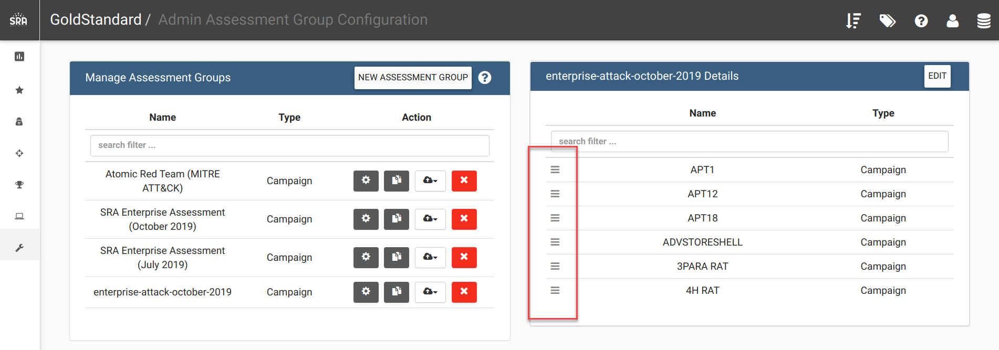 SRA
GoldStandard / Admin Assessment Group Configuration
Manage Assessment Groups
NEW ASSESSMENT GROUP
Name Type Action
search filter ...
Atomic Red Team (MITRE
ATT&CK)
Campaign
SRA Enterprise Assessment
(October 2019)
Campaign
SRA Enterprise Assessment
(July 2019)
Campaign
enterprise-attack-october-2019 Campaign
enterprise-attack-october-2019 Details
EDIT
Name Type
search filter ...
APT1 Campaign
APT12 Campaign
APT18 Campaign
ADVSTORESHELL Campaign
3PARA RAT Campaign
4H RAT Campaign